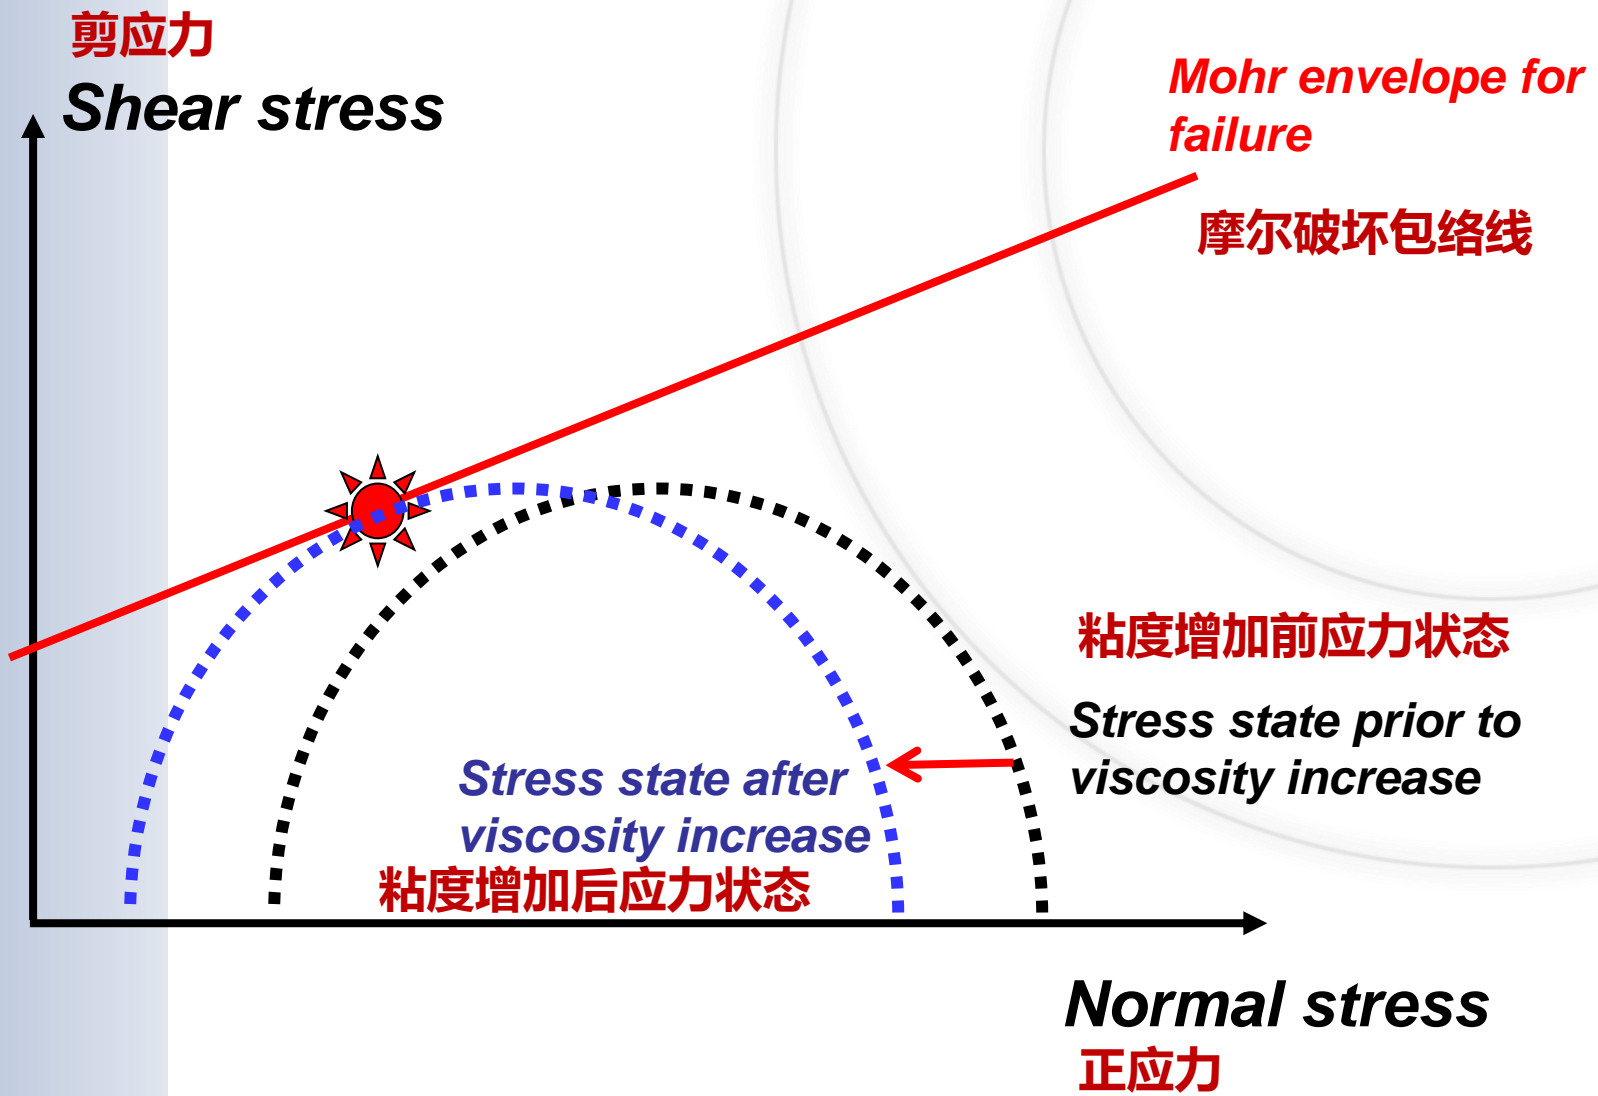 剪应力
Shear stress
Mohr envelope for
failure
摩尔破坏包络线
粘度增加前应力状态
Stress state prior to
viscosity increase
Stress state after
viscosity increase
粘度增加后应力状态
Normal stress
正应力